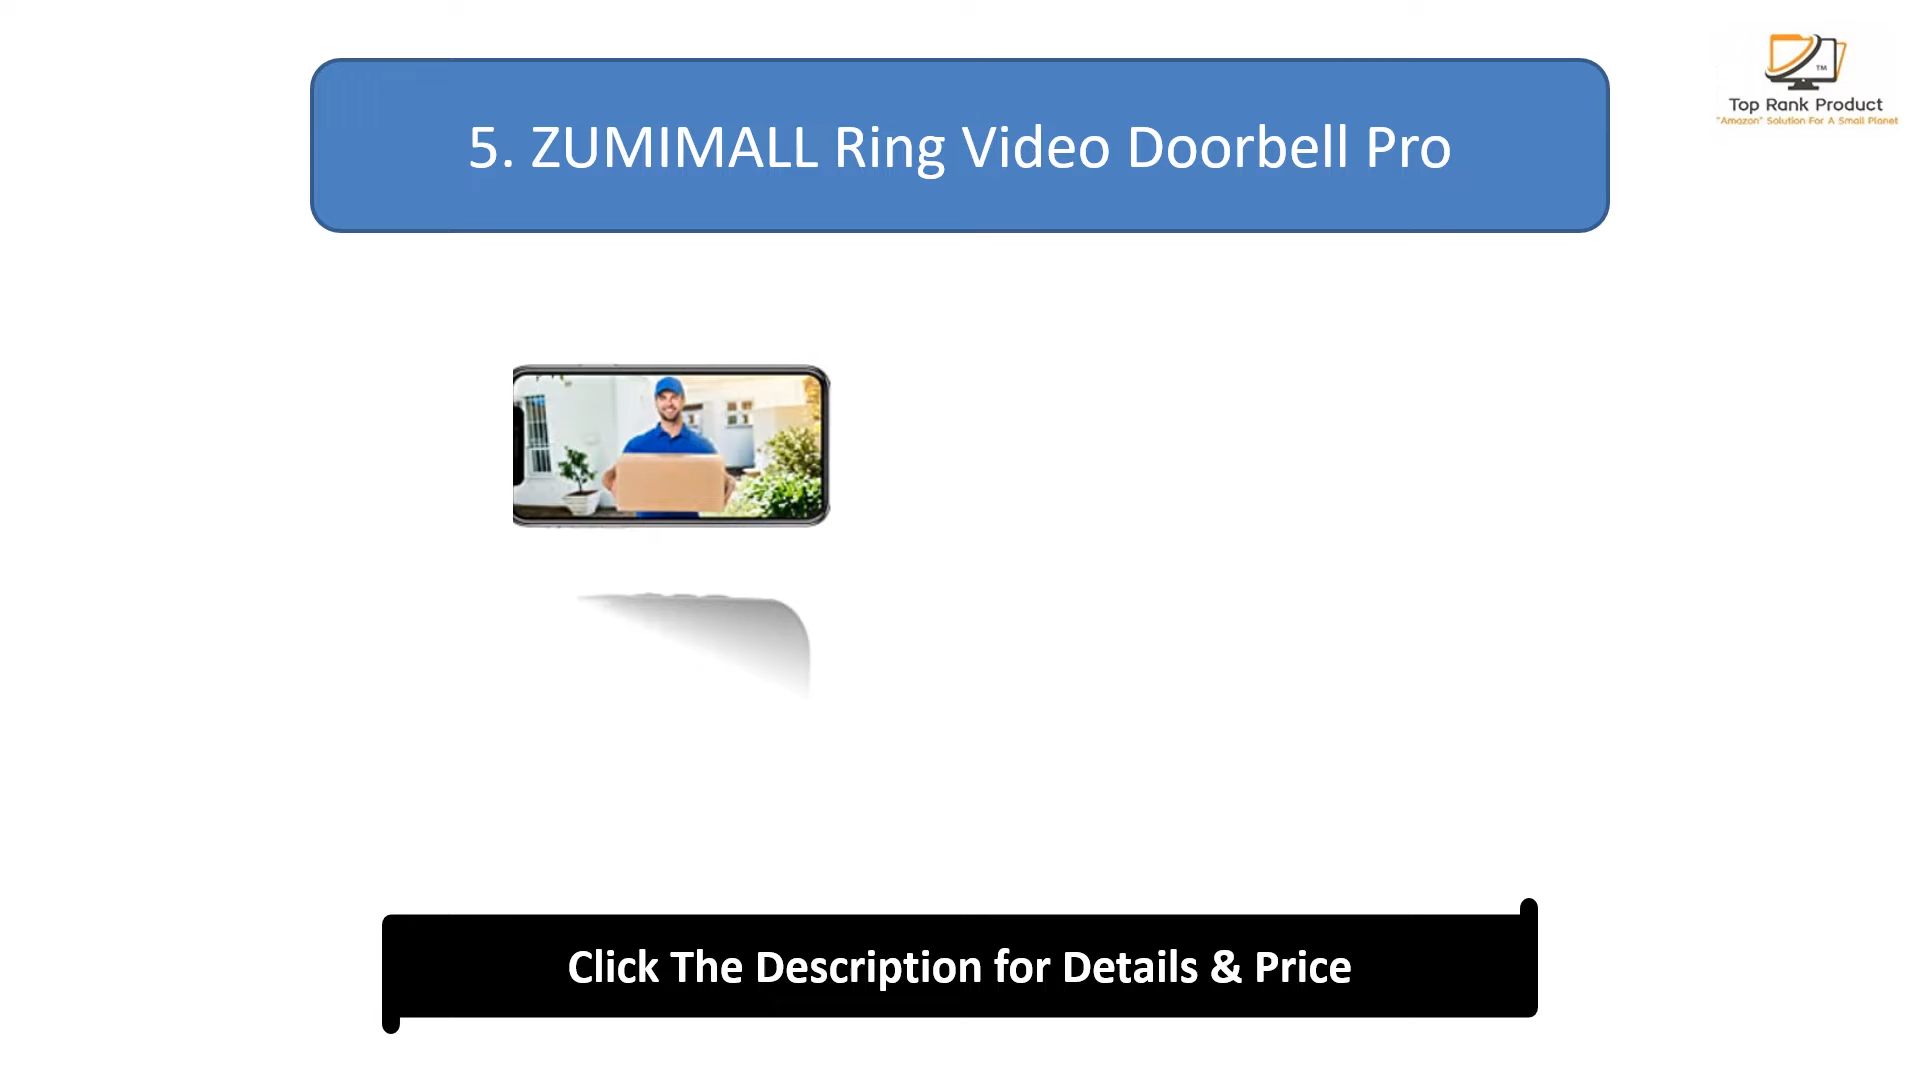 5. ZUMIMALL Ring Video Doorbell Pro
TM
Top Rank Product
"Amazon" Solution For A Small Planet
Click The Description for Details & Price